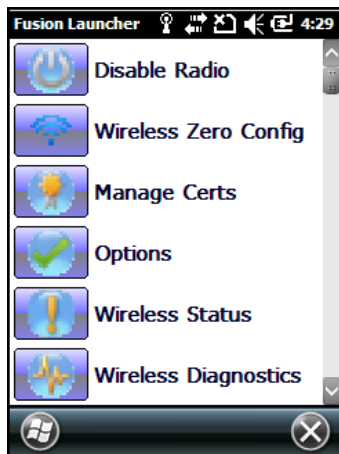 Fusion Launcher 4:29
Disable Radio
Wireless Zero Config
Manage Certs
Options
Wireless Status
Wireless Diagnostics